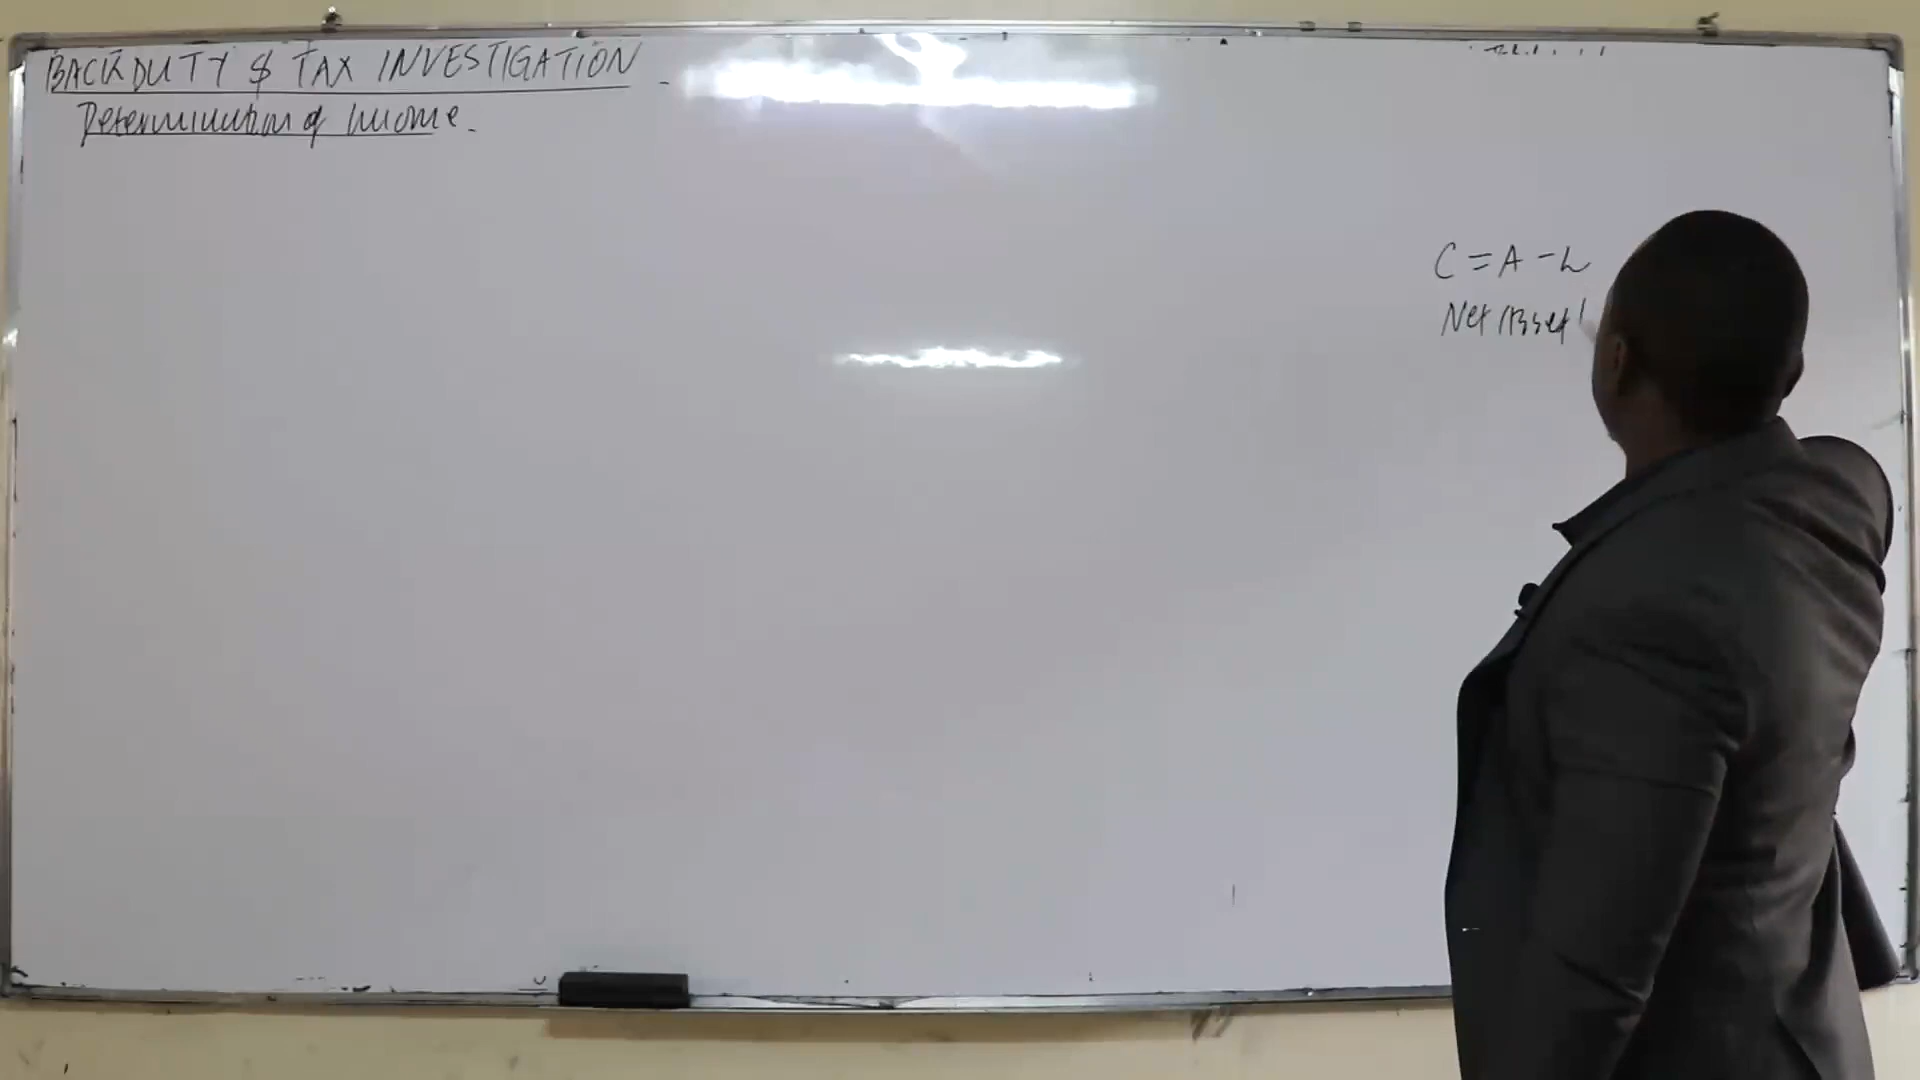 BACK DUTY & TAX INVESTIGATION
Determination of Income.
C = A - L
Net Asset